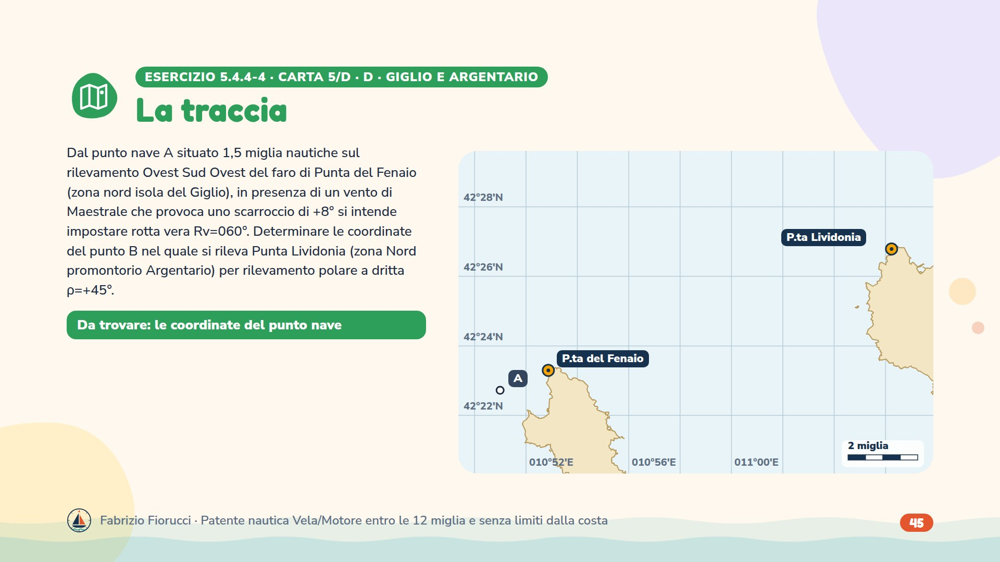 ESERCIZIO 5.4.4-4 · CARTA 5/D · D · GIGLIO E ARGENTARIO
La traccia
Dal punto nave A situato 1,5 miglia nautiche sul
rilevamento Ovest Sud Ovest del faro di Punta del Fenaio
(zona nord isola del Giglio), in presenza di un vento di
Maestrale che provoca uno scarroccio di +8° si intende
impostare rotta vera Rv=060°. Determinare le coordinate
del punto B nel quale si rileva Punta Lividonia (zona Nord
promontorio Argentario) per rilevamento polare a dritta
ρ=+45°.
Da trovare: le coordinate del punto nave
42°28'N
P.ta Lividonia
42°26'N
42°24'N
P.ta del Fenaio
A
42°22'N
2 miglia
010°52'E
010°56'E
011°00'E
Fabrizio Fiorucci · Patente nautica Vela/Motore entro le 12 miglia e senza limiti dalla costa
45